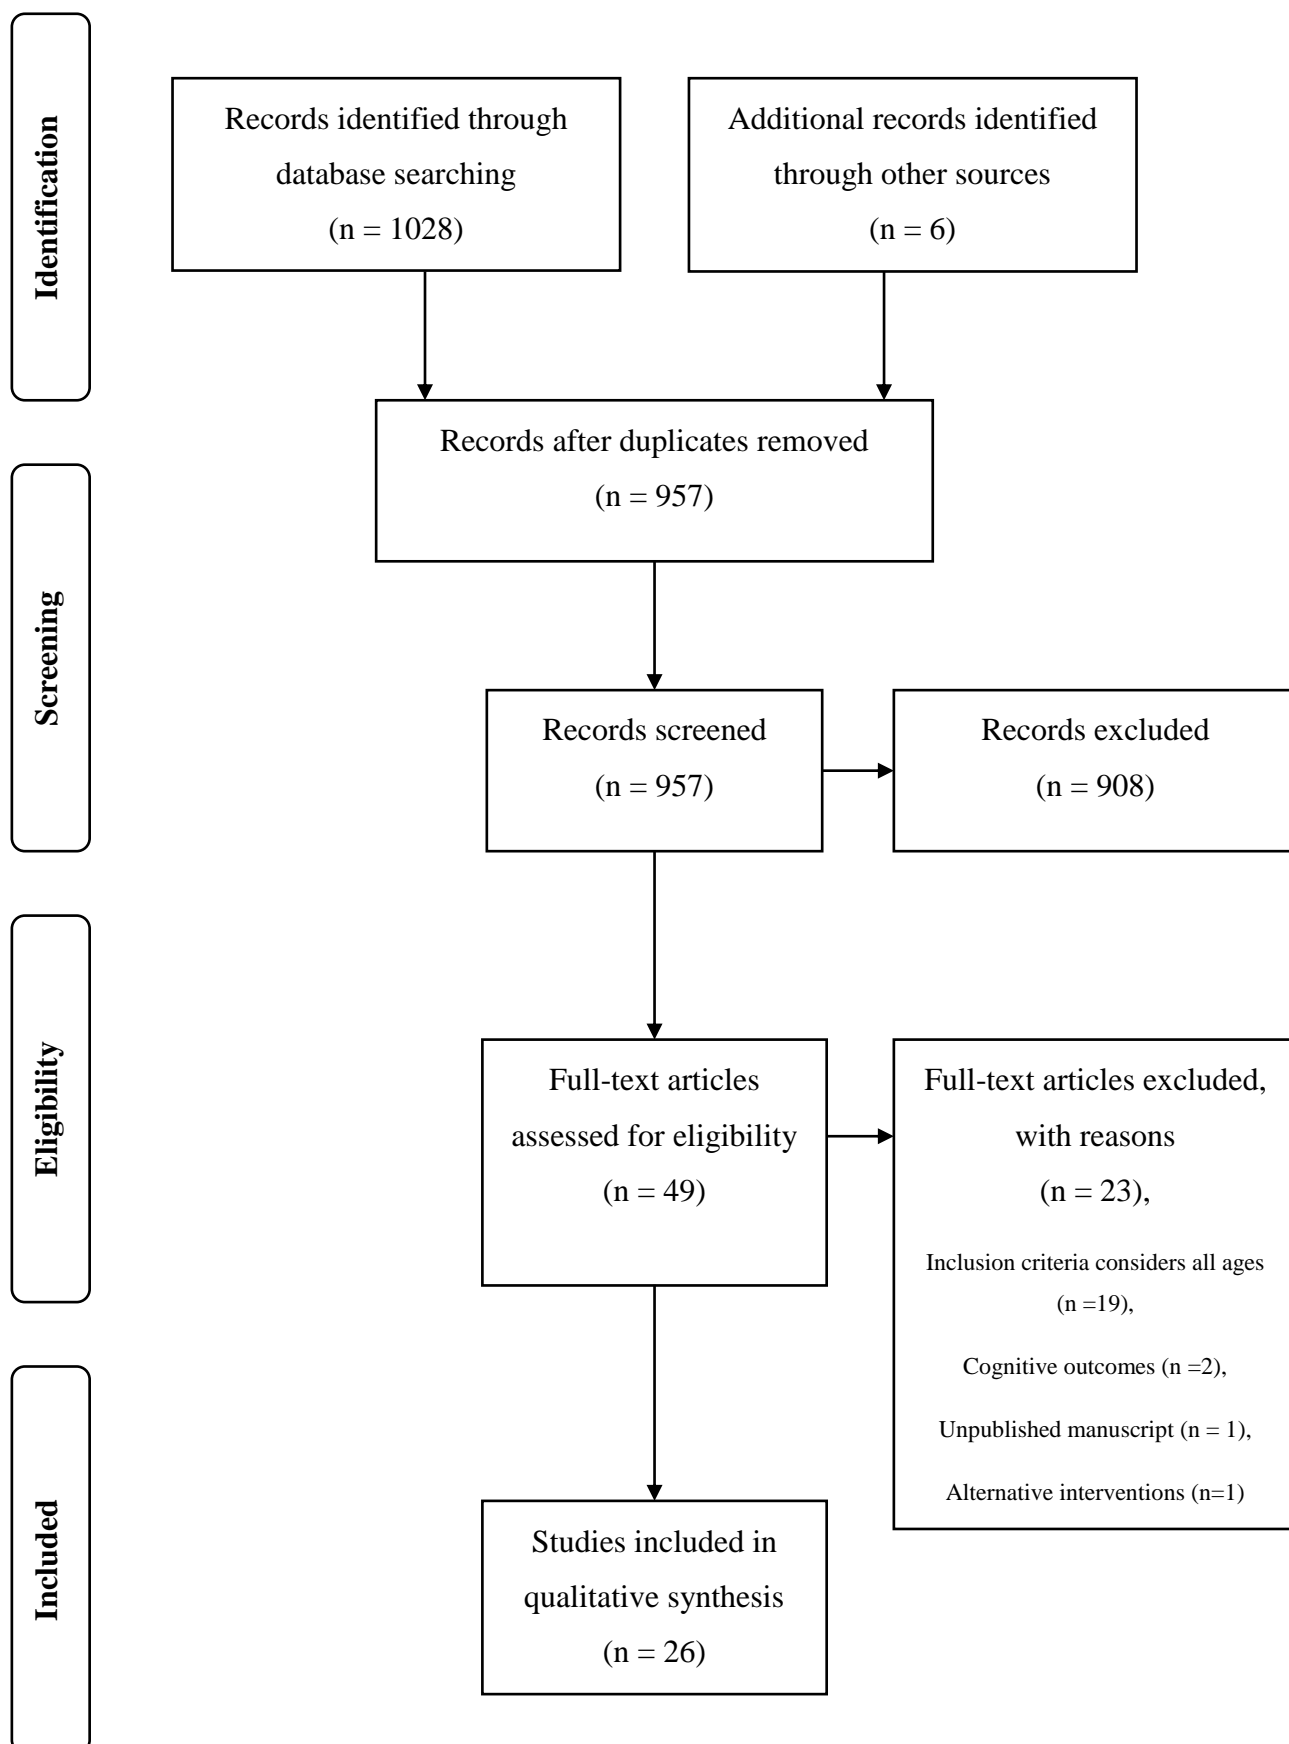 Identification
Records identified through
database searching
(n = 1028)
Additional records identified
through other sources
(n = 6)
Records after duplicates removed
(n = 957)
Screening
Records screened
(n = 957)
Records excluded
(n = 908)
Eligibility
Full-text articles
assessed for eligibility
(n = 49)
Full-text articles excluded,
with reasons
(n = 23),
Inclusion criteria considers all ages
(n =19),
Cognitive outcomes (n =2),
Unpublished manuscript (n = 1),
Alternative interventions (n=1)
Included
Studies included in
qualitative synthesis
(n = 26)